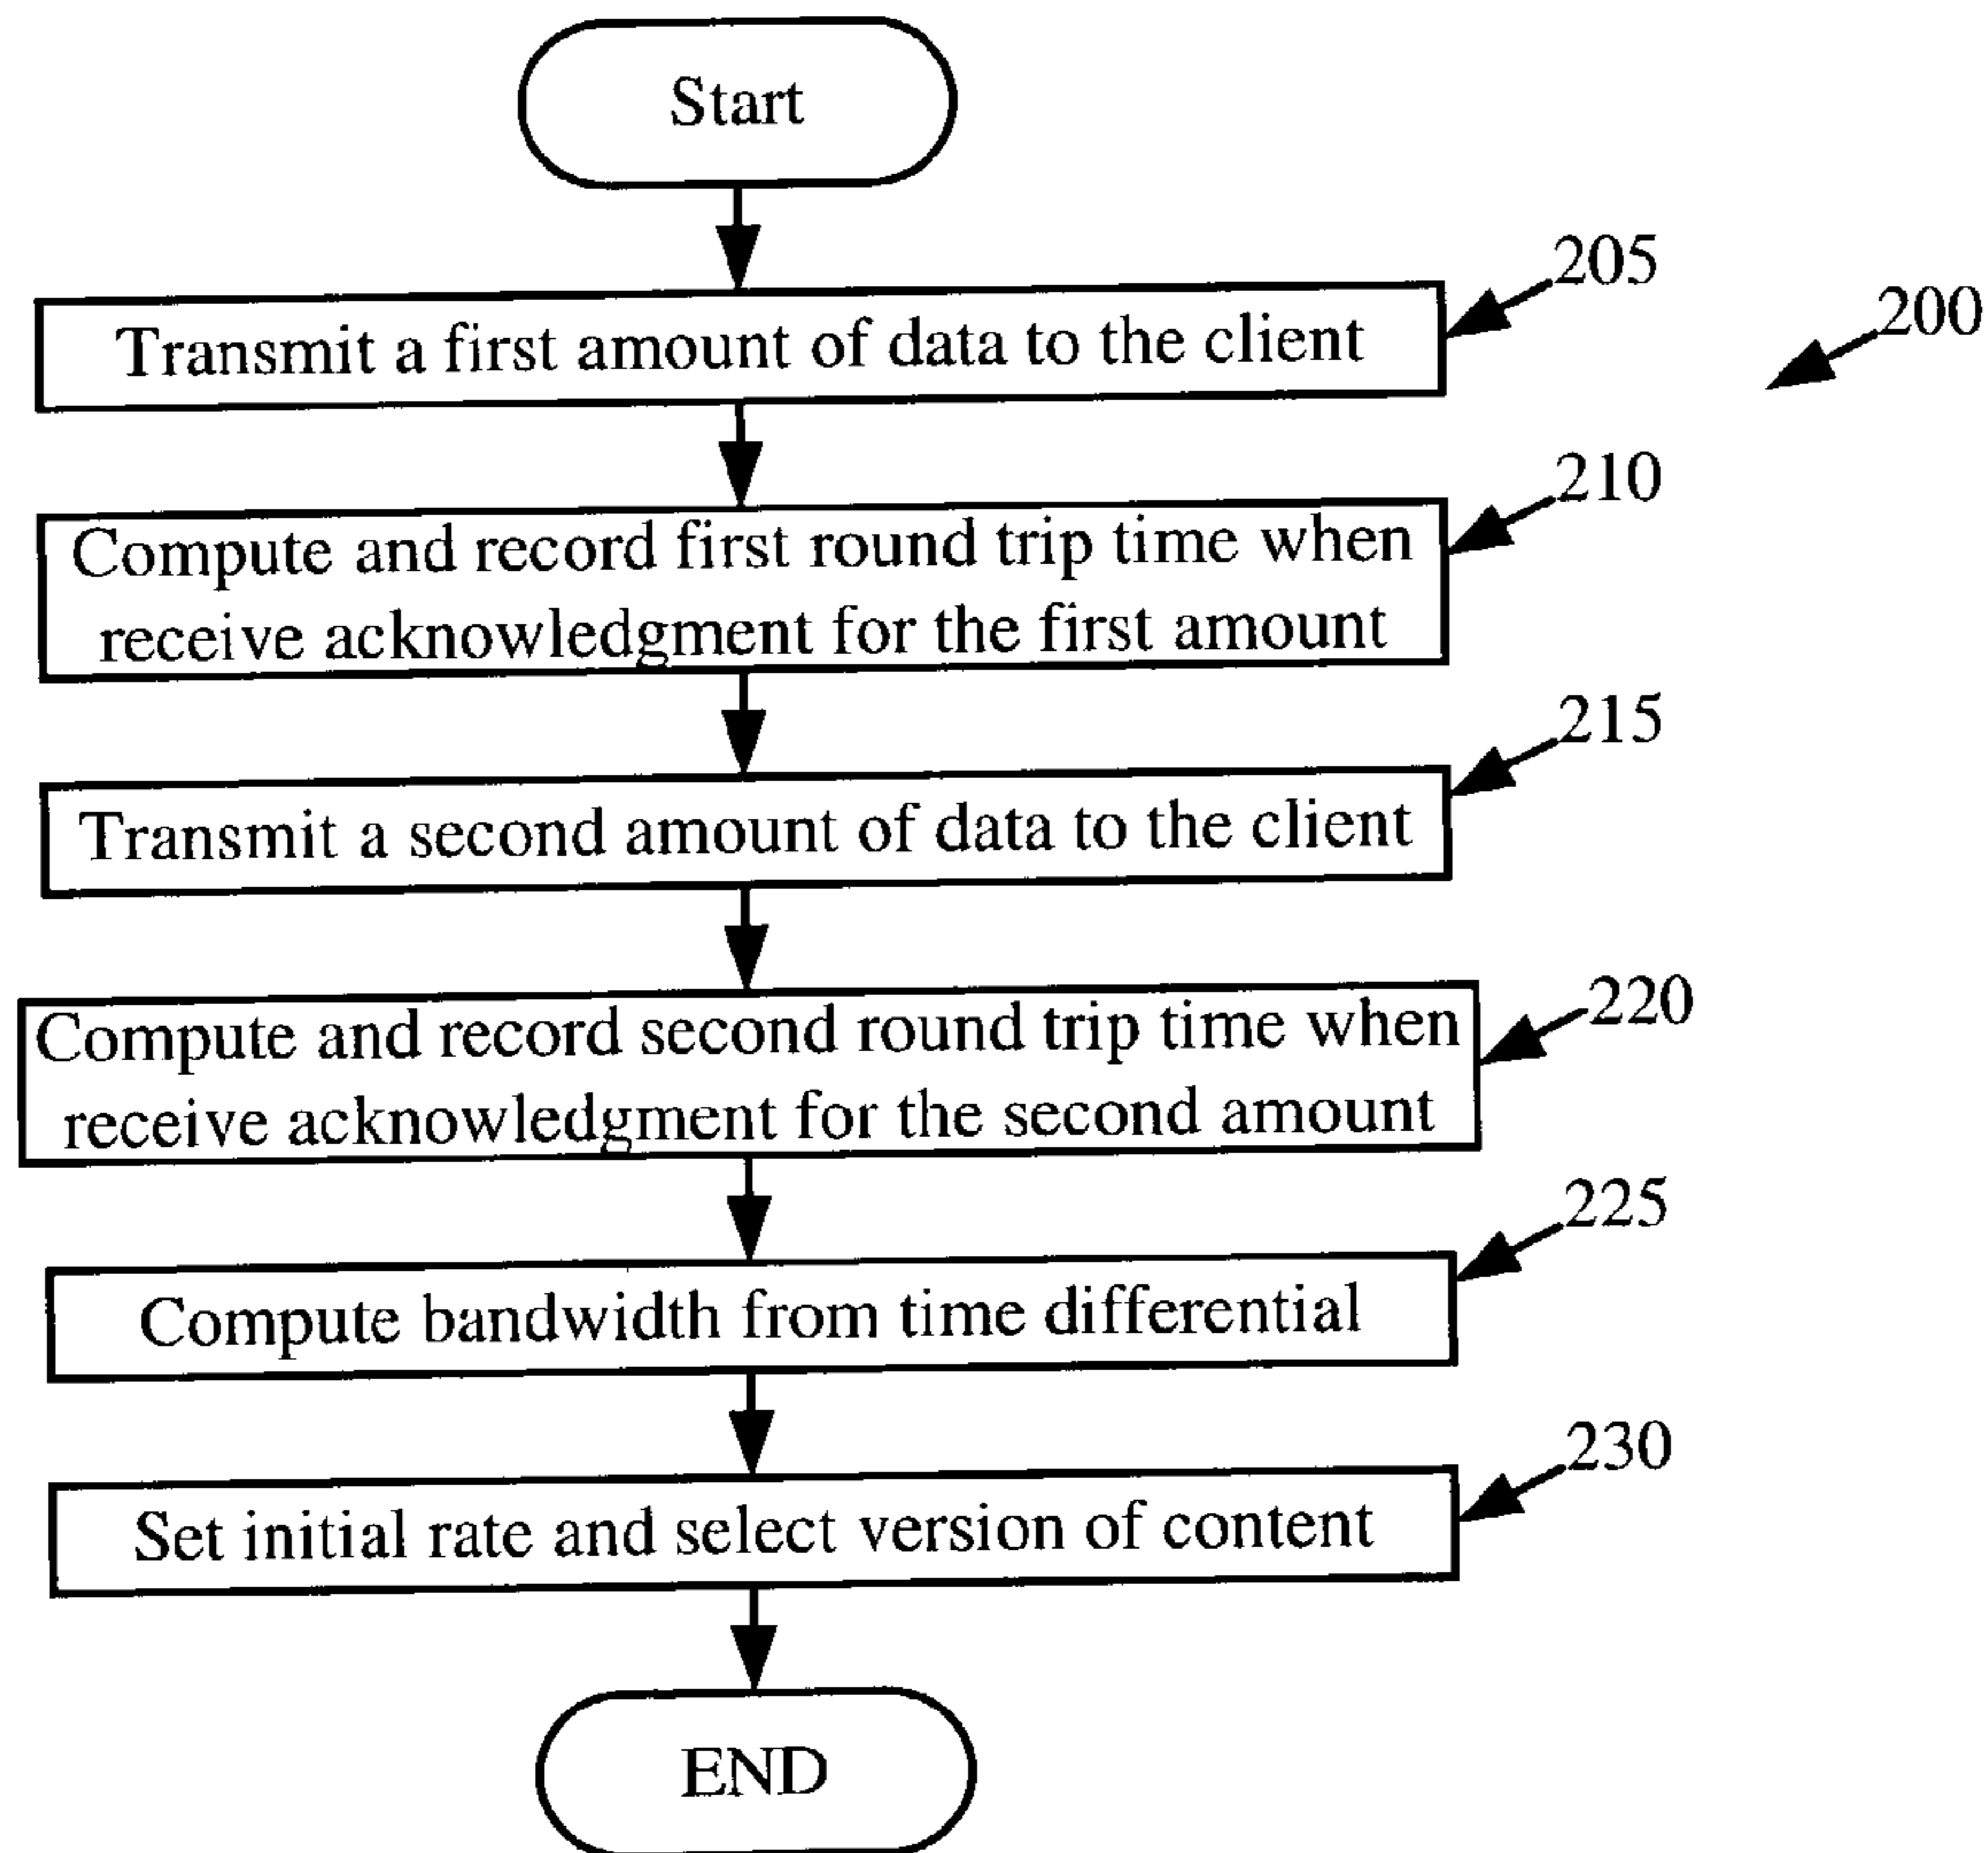 Start
205
Transmit a first amount of data to the client
200
210
Compute and record first round trip time when
receive acknowledgment for the first amount
215
Transmit a second amount of data to the client
220
Compute and record second round trip time when
receive acknowledgment for the second amount
225
Compute bandwidth from time differential
230
Set initial rate and select version of content
END